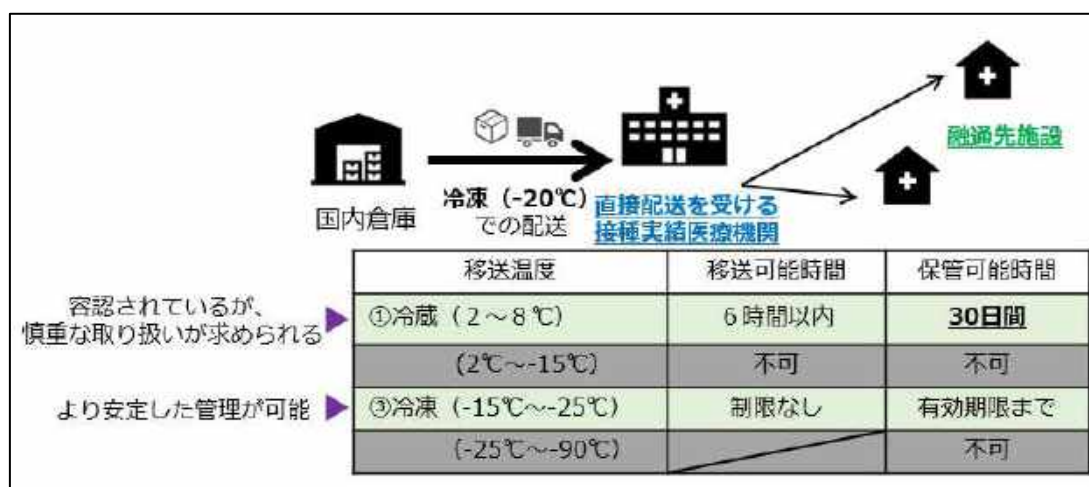 融通先施設
国内倉庫
冷凍（-20℃）
での配送
直接配送を受ける
接種実績医療機関
移送温度 移送可能時間 保管可能時間
容認されているが、
慎重な取り扱いが求められる
①冷蔵（2～8℃） 6時間以内 30日間
(2℃～-15℃) 不可 不可
より安定した管理が可能
③冷凍 (-15℃～-25℃) 制限なし 有効期限まで
(-25℃～-90℃) 不可